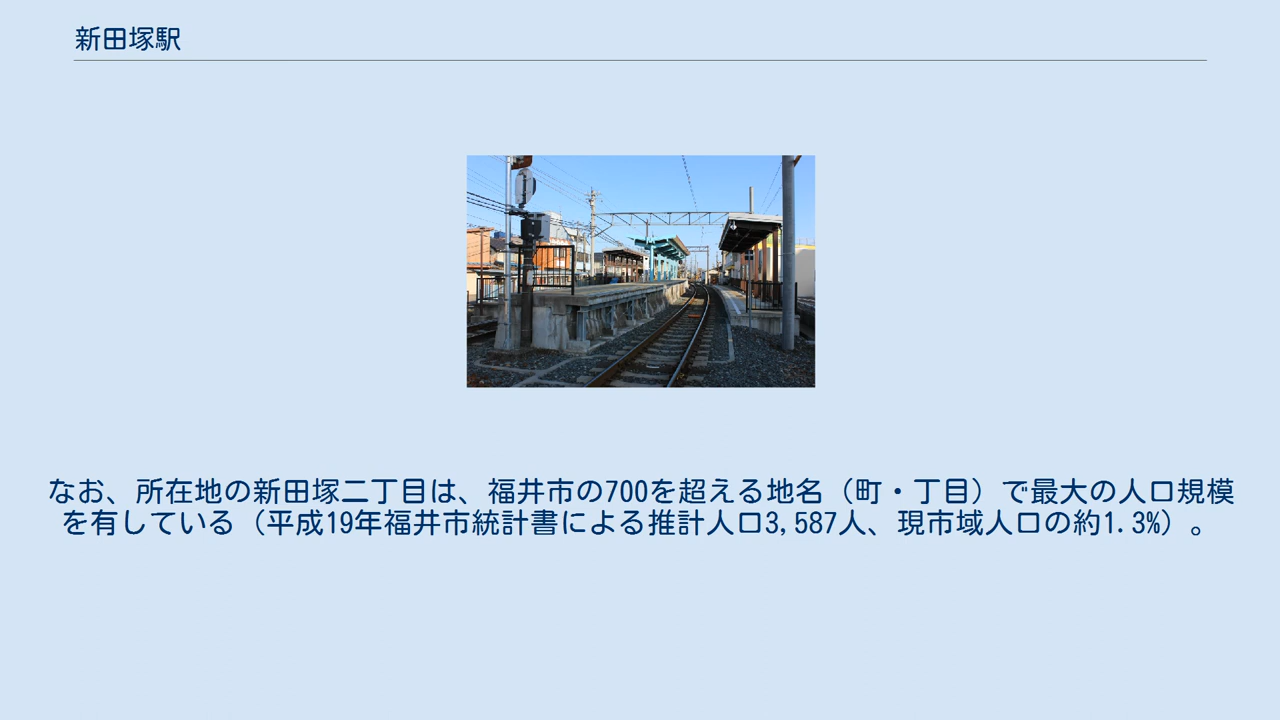 新田塚駅
なお、所在地の新田塚二丁目は、福井市の700を超える地名（町・丁目）で最大の人口規模
を有している（平成19年福井市統計書による推計人口3,587人、現市域人口の約1.3%）。